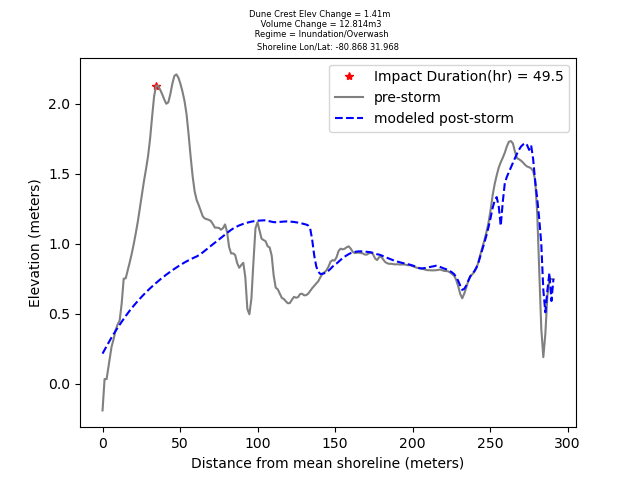 Dune Crest Elev Change = 1.41m
Volume Change = 12.814m3
Regime = Inundation/Overwash
Shoreline Lon/Lat: -80.868 31.968
Impact Duration(hr) = 49.5
pre-storm
modeled post-storm
2.0
1.5
1.0
0.5
0.0
Elevation (meters)
0 50 100 150 200 250 300
Distance from mean shoreline (meters)